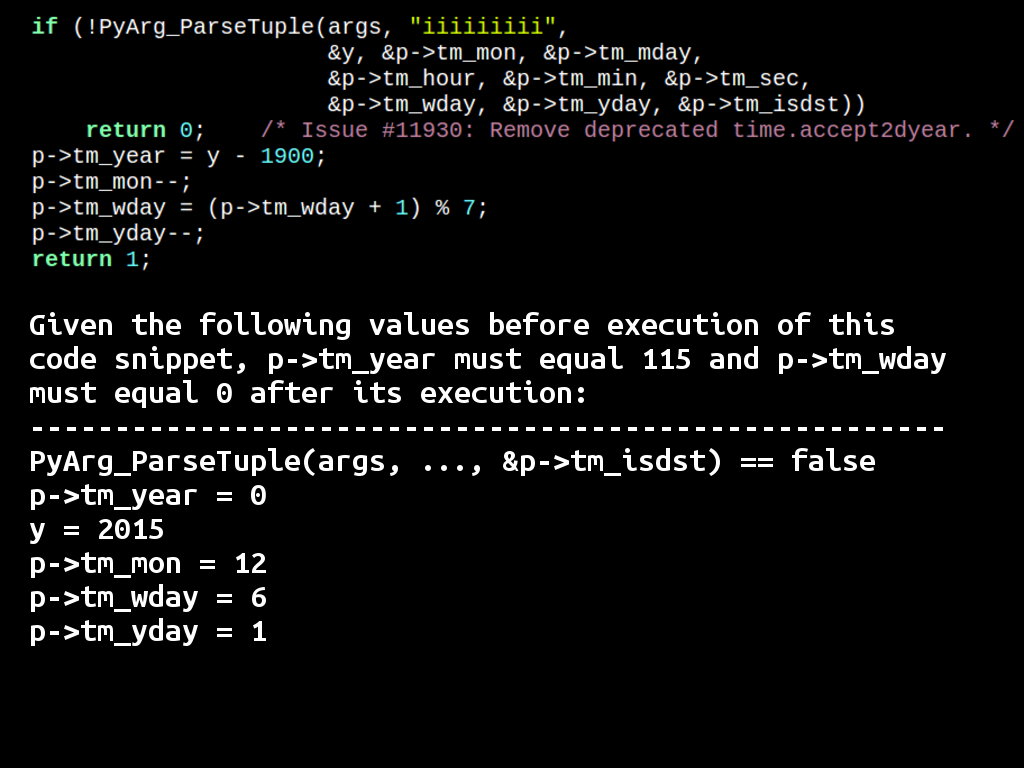 if (!PyArg_ParseTuple(args, "iiiiiiiii",
&y, &p->tm_mon, &p->tm_mday,
&p->tm_hour, &p->tm_min, &p->tm_sec,
&p->tm_wday, &p->tm_yday, &p->tm_isdst))
return 0; /* Issue #11930: Remove deprecated time.accept2dyear. */
p->tm_year = y - 1900;
p->tm_mon--;
p->tm_wday = (p->tm_wday + 1) % 7;
p->tm_yday--;
return 1;
Given the following values before execution of this
code snippet, p->tm_year must equal 115 and p->tm_wday
must equal 0 after its execution:
------------------------------------------------------
PyArg_ParseTuple(args, ..., &p->tm_isdst) == false
p->tm_year = 0
y = 2015
p->tm_mon = 12
p->tm_wday = 6
p->tm_yday = 1